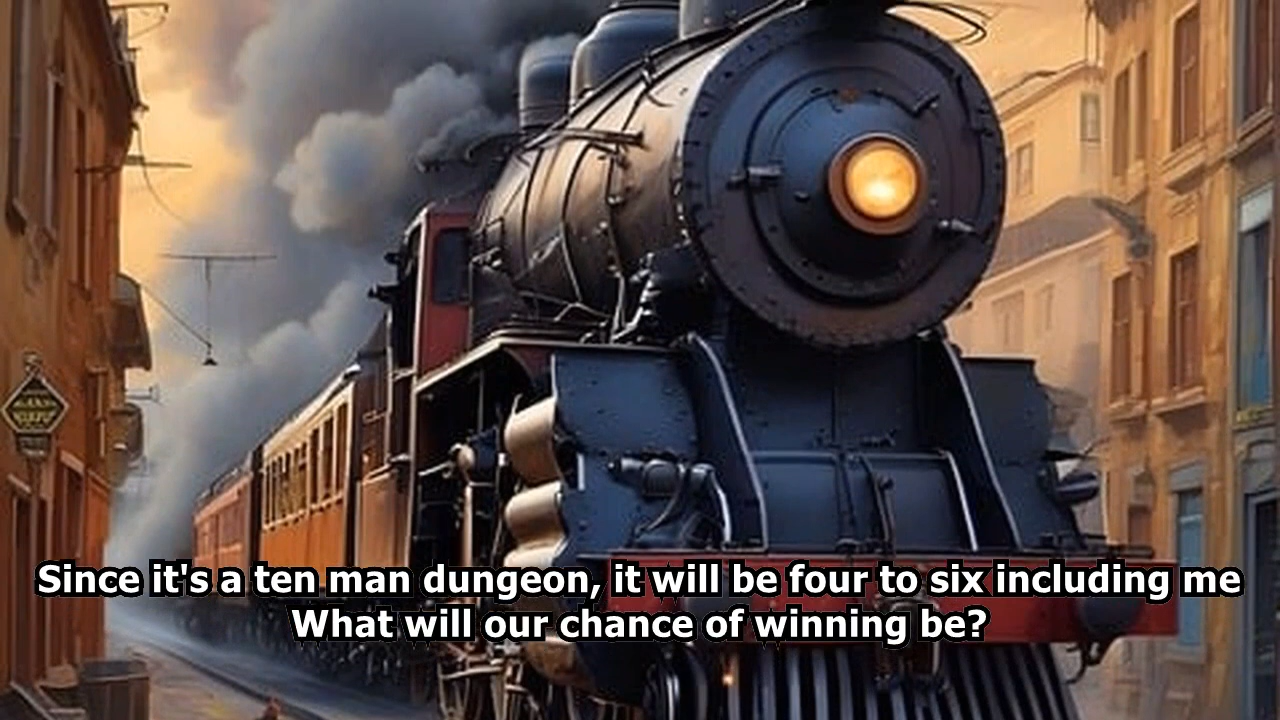 Since it's a ten man dungeon, it will be four to six including me
What will our chance of winning be?